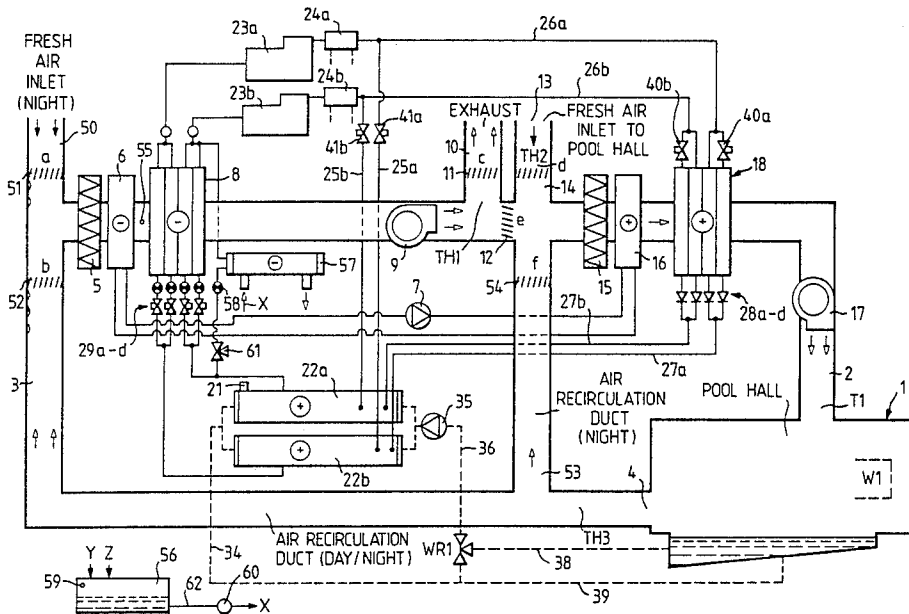 FRESH
AIR
INLET
(NIGHT)
50
a
51
6
55
8
23a
24a
26a
23b
24b
26b
13
40b
40a
41a
41b
25b
25a
EXHAUST
10
11
c
FRESH AIR
INLET TO
POOL HALL
TH2
d
14
18
e
9
TH1
12
15
16
b
52
5
57
58
X
54
f
7
27b
28a-d
17
29a-d
61
27a
3
21
22a
35
22b
36
AIR
RECIRCULATION
DUCT
(NIGHT)
POOL HALL
2
T1
1
53
4
W1
AIR RECIRCULATION
DUCT (DAY/NIGHT)
TH3
34
WR1
38
39
Y Z
59
56
62
60
X